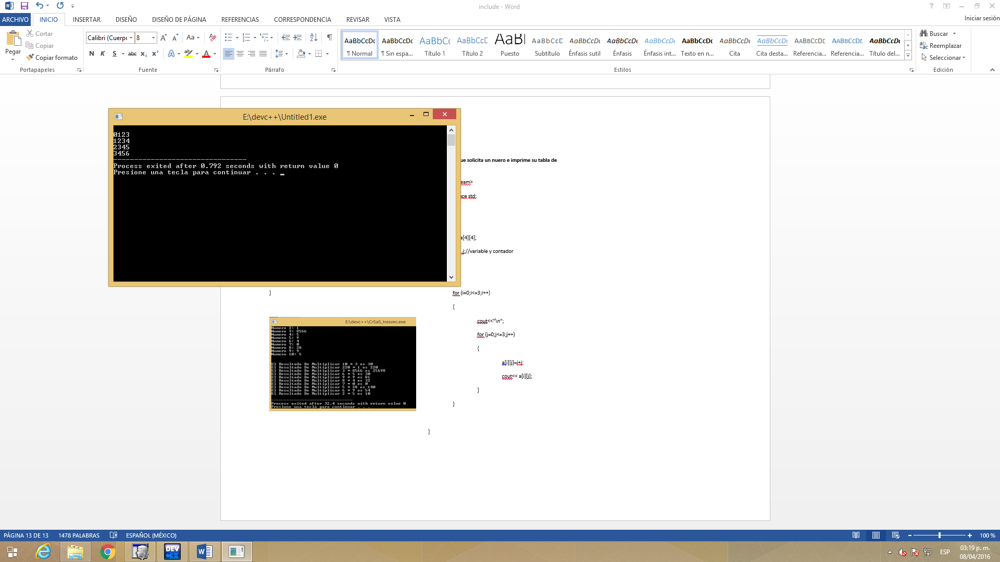 include - Word
Iniciar sesión
ARCHIVO INICIO INSERTAR DISEÑO DISEÑO DE PÁGINA REFERENCIAS CORRESPONDENCIA REVISAR VISTA
Pegar
Cortar
Copiar
Copiar formato
Portapapeles
Calibri (Cuerpo 8
Aa
N K S abc x₂ x²
Fuente
Párrafo
AaBbCcDc AaBbCcDc AaBbCc AaBbCcD AaBl AaBbCcD AaBbCcDc AaBbCcDc AaBbCcDc AaBbCcDc AaBbCcDc AaBbCcDc AABBCCDE AABBCCDE AaBbCcDc
¶ Normal ¶ Sin espa... Título 1 Título 2 Puesto Subtítulo Énfasis sutil Énfasis Énfasis int... Texto en n... Cita Cita desta... Referencia... Referencia... Título del...
Estilos
Buscar
Reemplazar
Seleccionar
Edición
E:\devc++\Untitled1.exe
0123
1234
2345
3456
--------------------------------
Process exited after 0.792 seconds with return value 0
Presione una tecla para continuar . . . _
ue solicita un nuero e imprime su tabla de
eam>
ce std;
a[4][4];
,j;//variable y contador
for (i=0;i<=3;i++)
{
cout<<"\n";
for (j=0;j<=3;j++)
{
a[i][j]=i+j;
cout<< a[i][j];
}
}
}
}
E:\devc++\CrSaS_tresvec.exe
Numero 2: 1
Numero 3: 8566
Numero 4: 5
Numero 5: 9
Numero 6: 4
Numero 7: 0
Numero 8: 28
Numero 9: 9
Numero 10: 5
El Resultado De Multiplicar 10 * 3 es 30
El Resultado De Multiplicar 220 * 1 es 220
El Resultado De Multiplicar 3 * 8566 es 25698
El Resultado De Multiplicar 6 * 5 es 30
El Resultado De Multiplicar 9 * 9 es 81
El Resultado De Multiplicar 8 * 4 es 32
El Resultado De Multiplicar 7 * 0 es 0
El Resultado De Multiplicar 5 * 28 es 140
El Resultado De Multiplicar 6 * 9 es 54
El Resultado De Multiplicar 2 * 5 es 10
--------------------------------
Process exited after 32.4 seconds with return value 0
Presione una tecla para continuar . . .
PÁGINA 13 DE 13 1478 PALABRAS ESPAÑOL (MÉXICO) 100 %
DEV C++
ESP
03:19 p. m.
08/04/2016